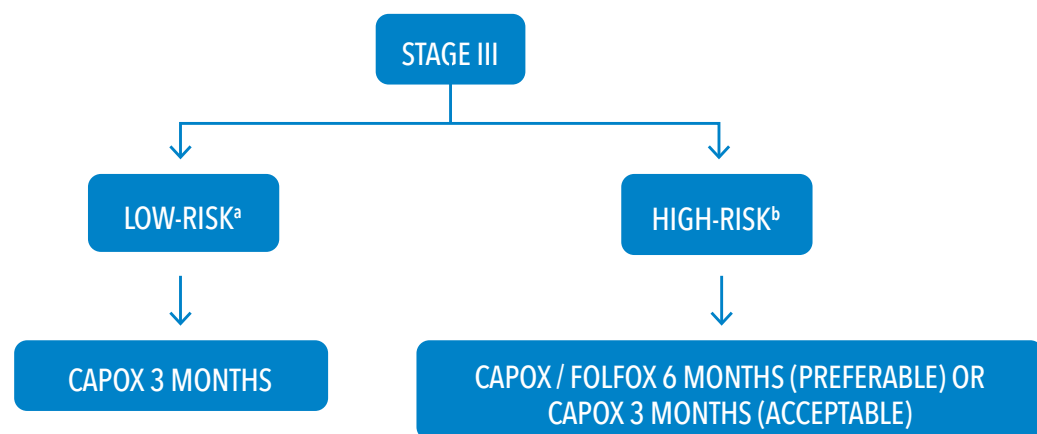 STAGE III
LOW-RISKᵃ
HIGH-RISKᵇ
CAPOX 3 MONTHS
CAPOX / FOLFOX 6 MONTHS (PREFERABLE) OR
CAPOX 3 MONTHS (ACCEPTABLE)